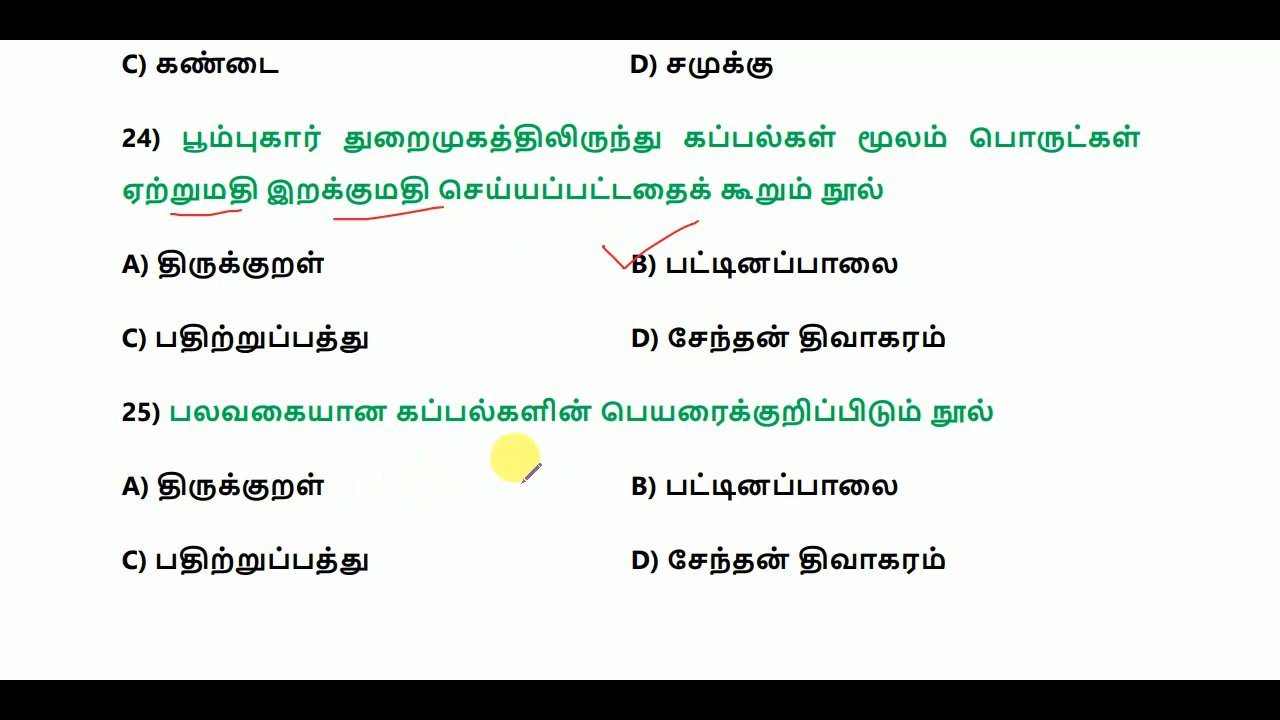 C) கண்டை D) சமுக்கு
24) பூம்புகார் துறைமுகத்திலிருந்து கப்பல்கள் மூலம் பொருட்கள்
ஏற்றுமதி இறக்குமதி செய்யப்பட்டதைக் கூறும் நூல்
A) திருக்குறள் B) பட்டினப்பாலை
C) பதிற்றுப்பத்து D) சேந்தன் திவாகரம்
25) பலவகையான கப்பல்களின் பெயரைக்குறிப்பிடும் நூல்
A) திருக்குறள் B) பட்டினப்பாலை
C) பதிற்றுப்பத்து D) சேந்தன் திவாகரம்